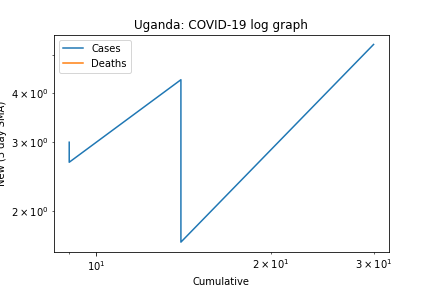 Uganda: COVID-19 log graph
Cases
Deaths
4 × 10⁰
3 × 10⁰
2 × 10⁰
New (3 day SMA)
10¹
2 × 10¹
3 × 10¹
Cumulative